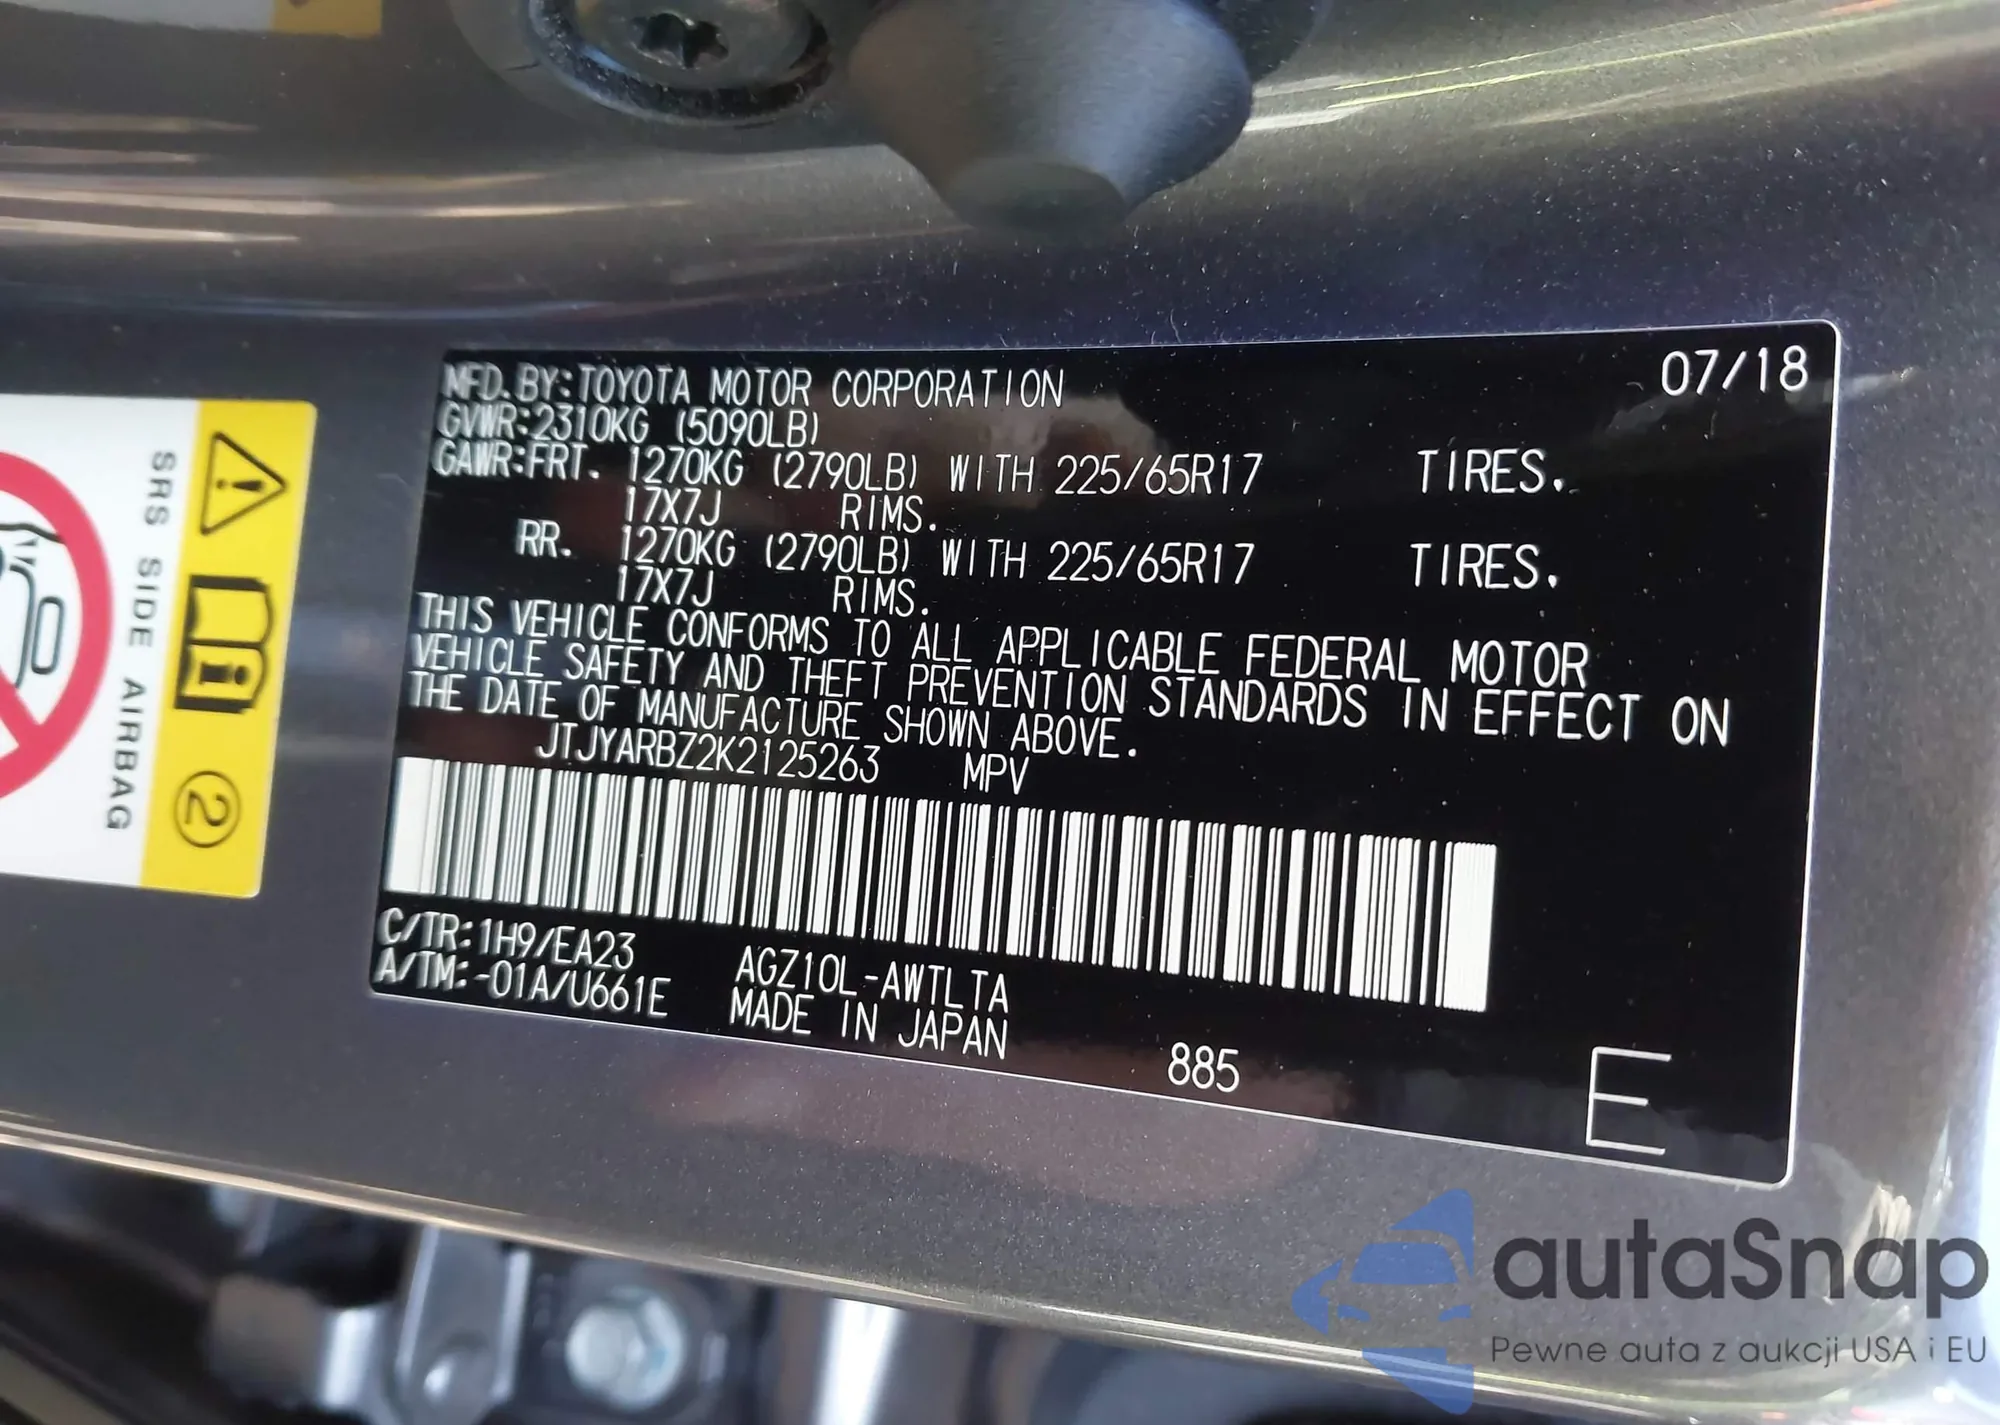 07/18
MFD. BY: TOYOTA MOTOR CORPORATION
GVWR: 2310KG (5090LB)
GAWR: FRT. 1270KG (2790LB) WITH 225/65R17 TIRES.
17X7J RIMS.
RR. 1270KG (2790LB) WITH 225/65R17 TIRES.
17X7J RIMS.
THIS VEHICLE CONFORMS TO ALL APPLICABLE FEDERAL MOTOR
VEHICLE SAFETY AND THEFT PREVENTION STANDARDS IN EFFECT ON
THE DATE OF MANUFACTURE SHOWN ABOVE.
JTJYARBZ2K2125263 MPV
C/TR: 1H9/EA23 AGZ10L-AWTLTA
A/TM: -01A/U661E MADE IN JAPAN
885
E
SRS SIDE AIRBAG
2
autaSnap
Pewne auta z aukcji USA i EU